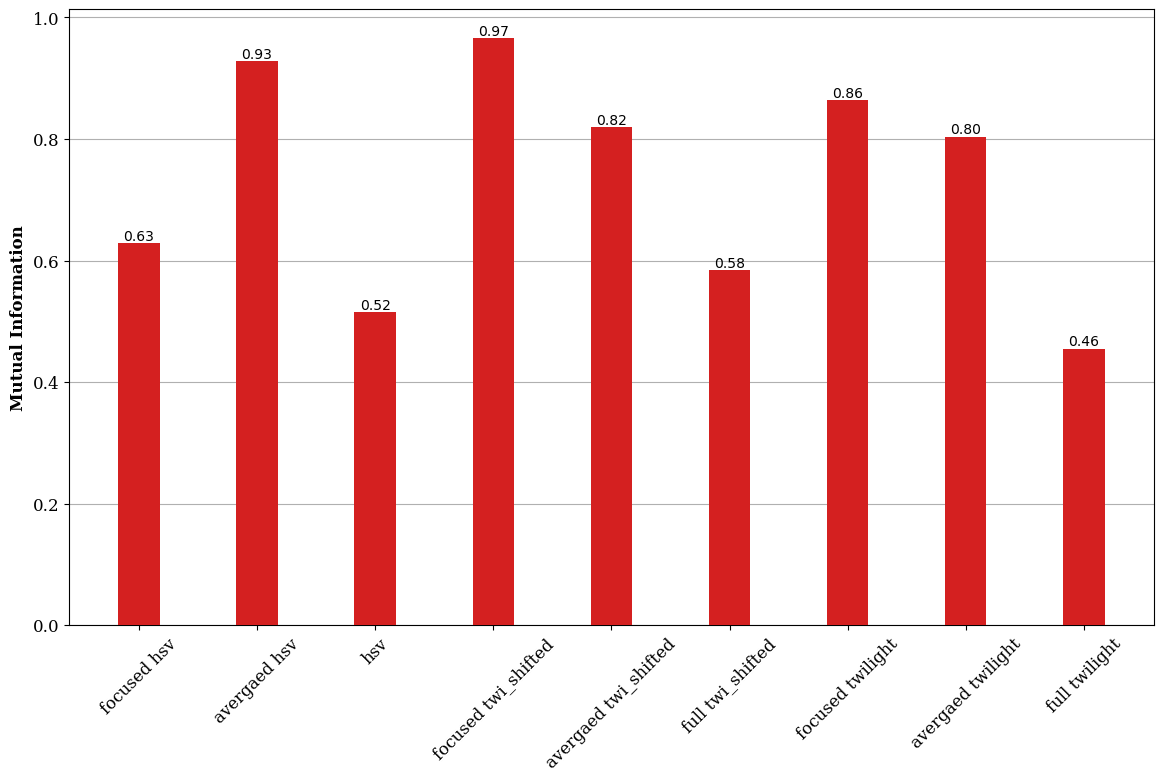 Mutual Information
1.0
0.8
0.6
0.4
0.2
0.0
0.63
0.93
0.52
0.97
0.82
0.58
0.86
0.80
0.46
focused hsv
avergaed hsv
hsv
focused twi_shifted
avergaed twi_shifted
full twi_shifted
focused twilight
avergaed twilight
full twilight